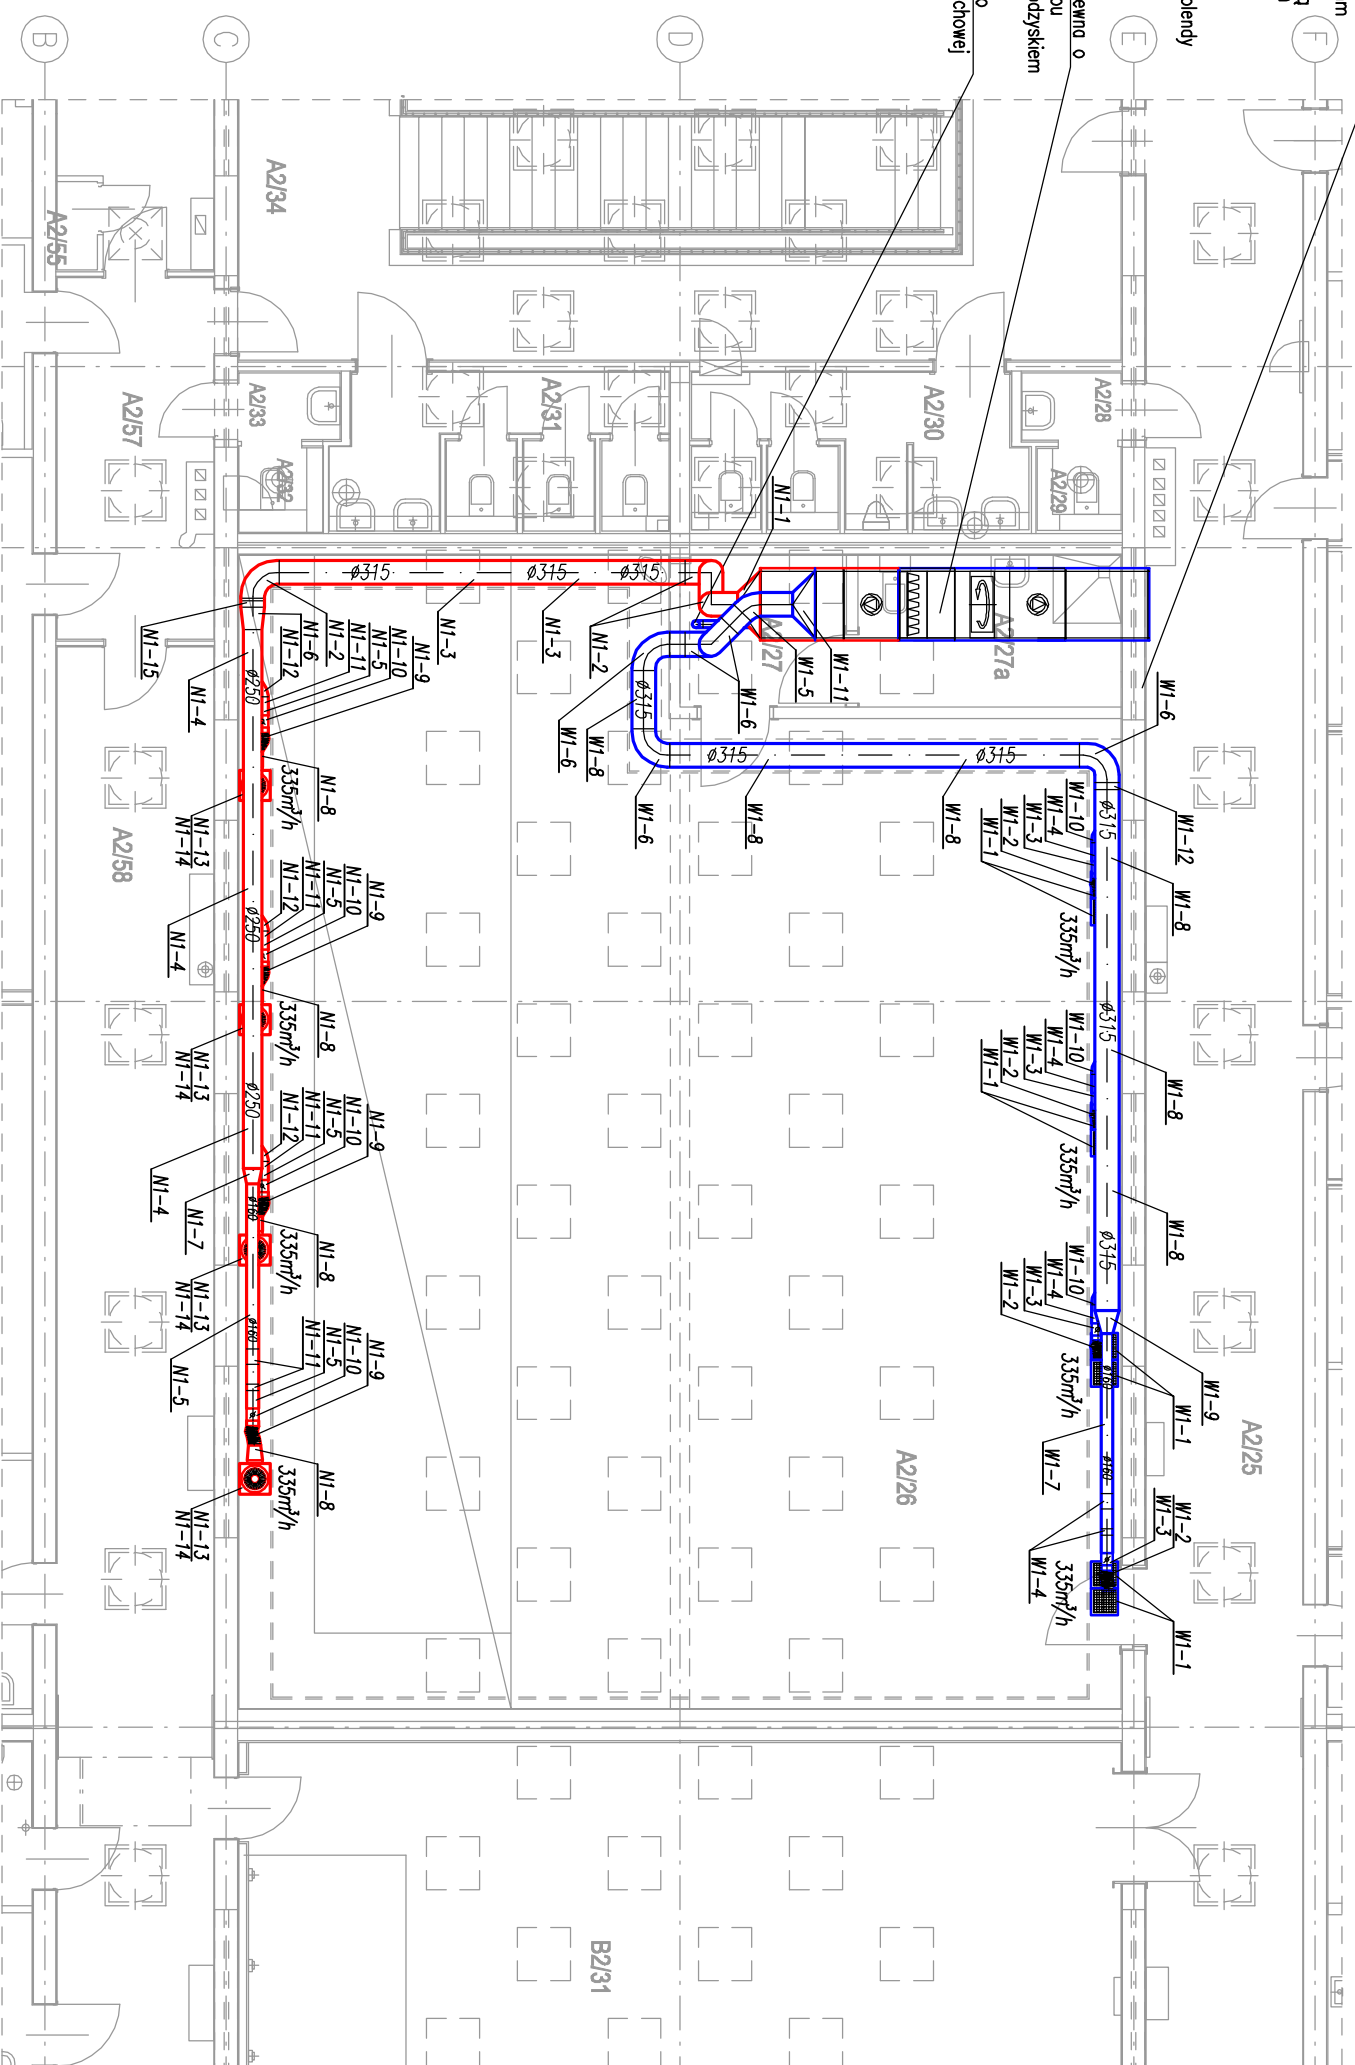 m
olendy
ewna o
pu
odzyskiem
o
chowej
F
E
D
C
B
A2/34
A2/55
A2/57
A2/33
A2/32
A2/31
A2/30
A2/28
A2/29
A2/27
A2/27a
A2/58
A2/25
A2/26
B2/31
N1-1
W1-11
W1-5
W1-6
W1-6
W1-8
W1-6
W1-6
W1-12
W1-8
W1-8
W1-8
W1-8
W1-8
ø315
ø315
ø315
ø315
ø315
ø315
ø315
ø315
ø315
N1-2
N1-3
N1-3
N1-9
N1-10
N1-5
N1-11
N1-2
N1-6
N1-12
N1-15
N1-4
ø250
N1-8
335m³/h
N1-13
N1-14
N1-9
N1-10
N1-5
N1-11
N1-12
ø250
N1-4
N1-8
335m³/h
N1-13
N1-14
N1-9
N1-10
N1-5
N1-11
N1-12
ø250
N1-4
N1-7
ø160
N1-8
335m³/h
N1-13
N1-14
N1-9
N1-10
N1-5
N1-11
ø160
N1-5
N1-8
335m³/h
N1-13
N1-14
W1-10
W1-4
W1-3
W1-2
W1-1
335m³/h
W1-10
W1-4
W1-3
W1-2
W1-1
335m³/h
W1-10
W1-4
W1-3
W1-2
335m³/h
W1-9
W1-1
ø160
W1-7
ø160
W1-2
W1-3
W1-4
335m³/h
W1-1